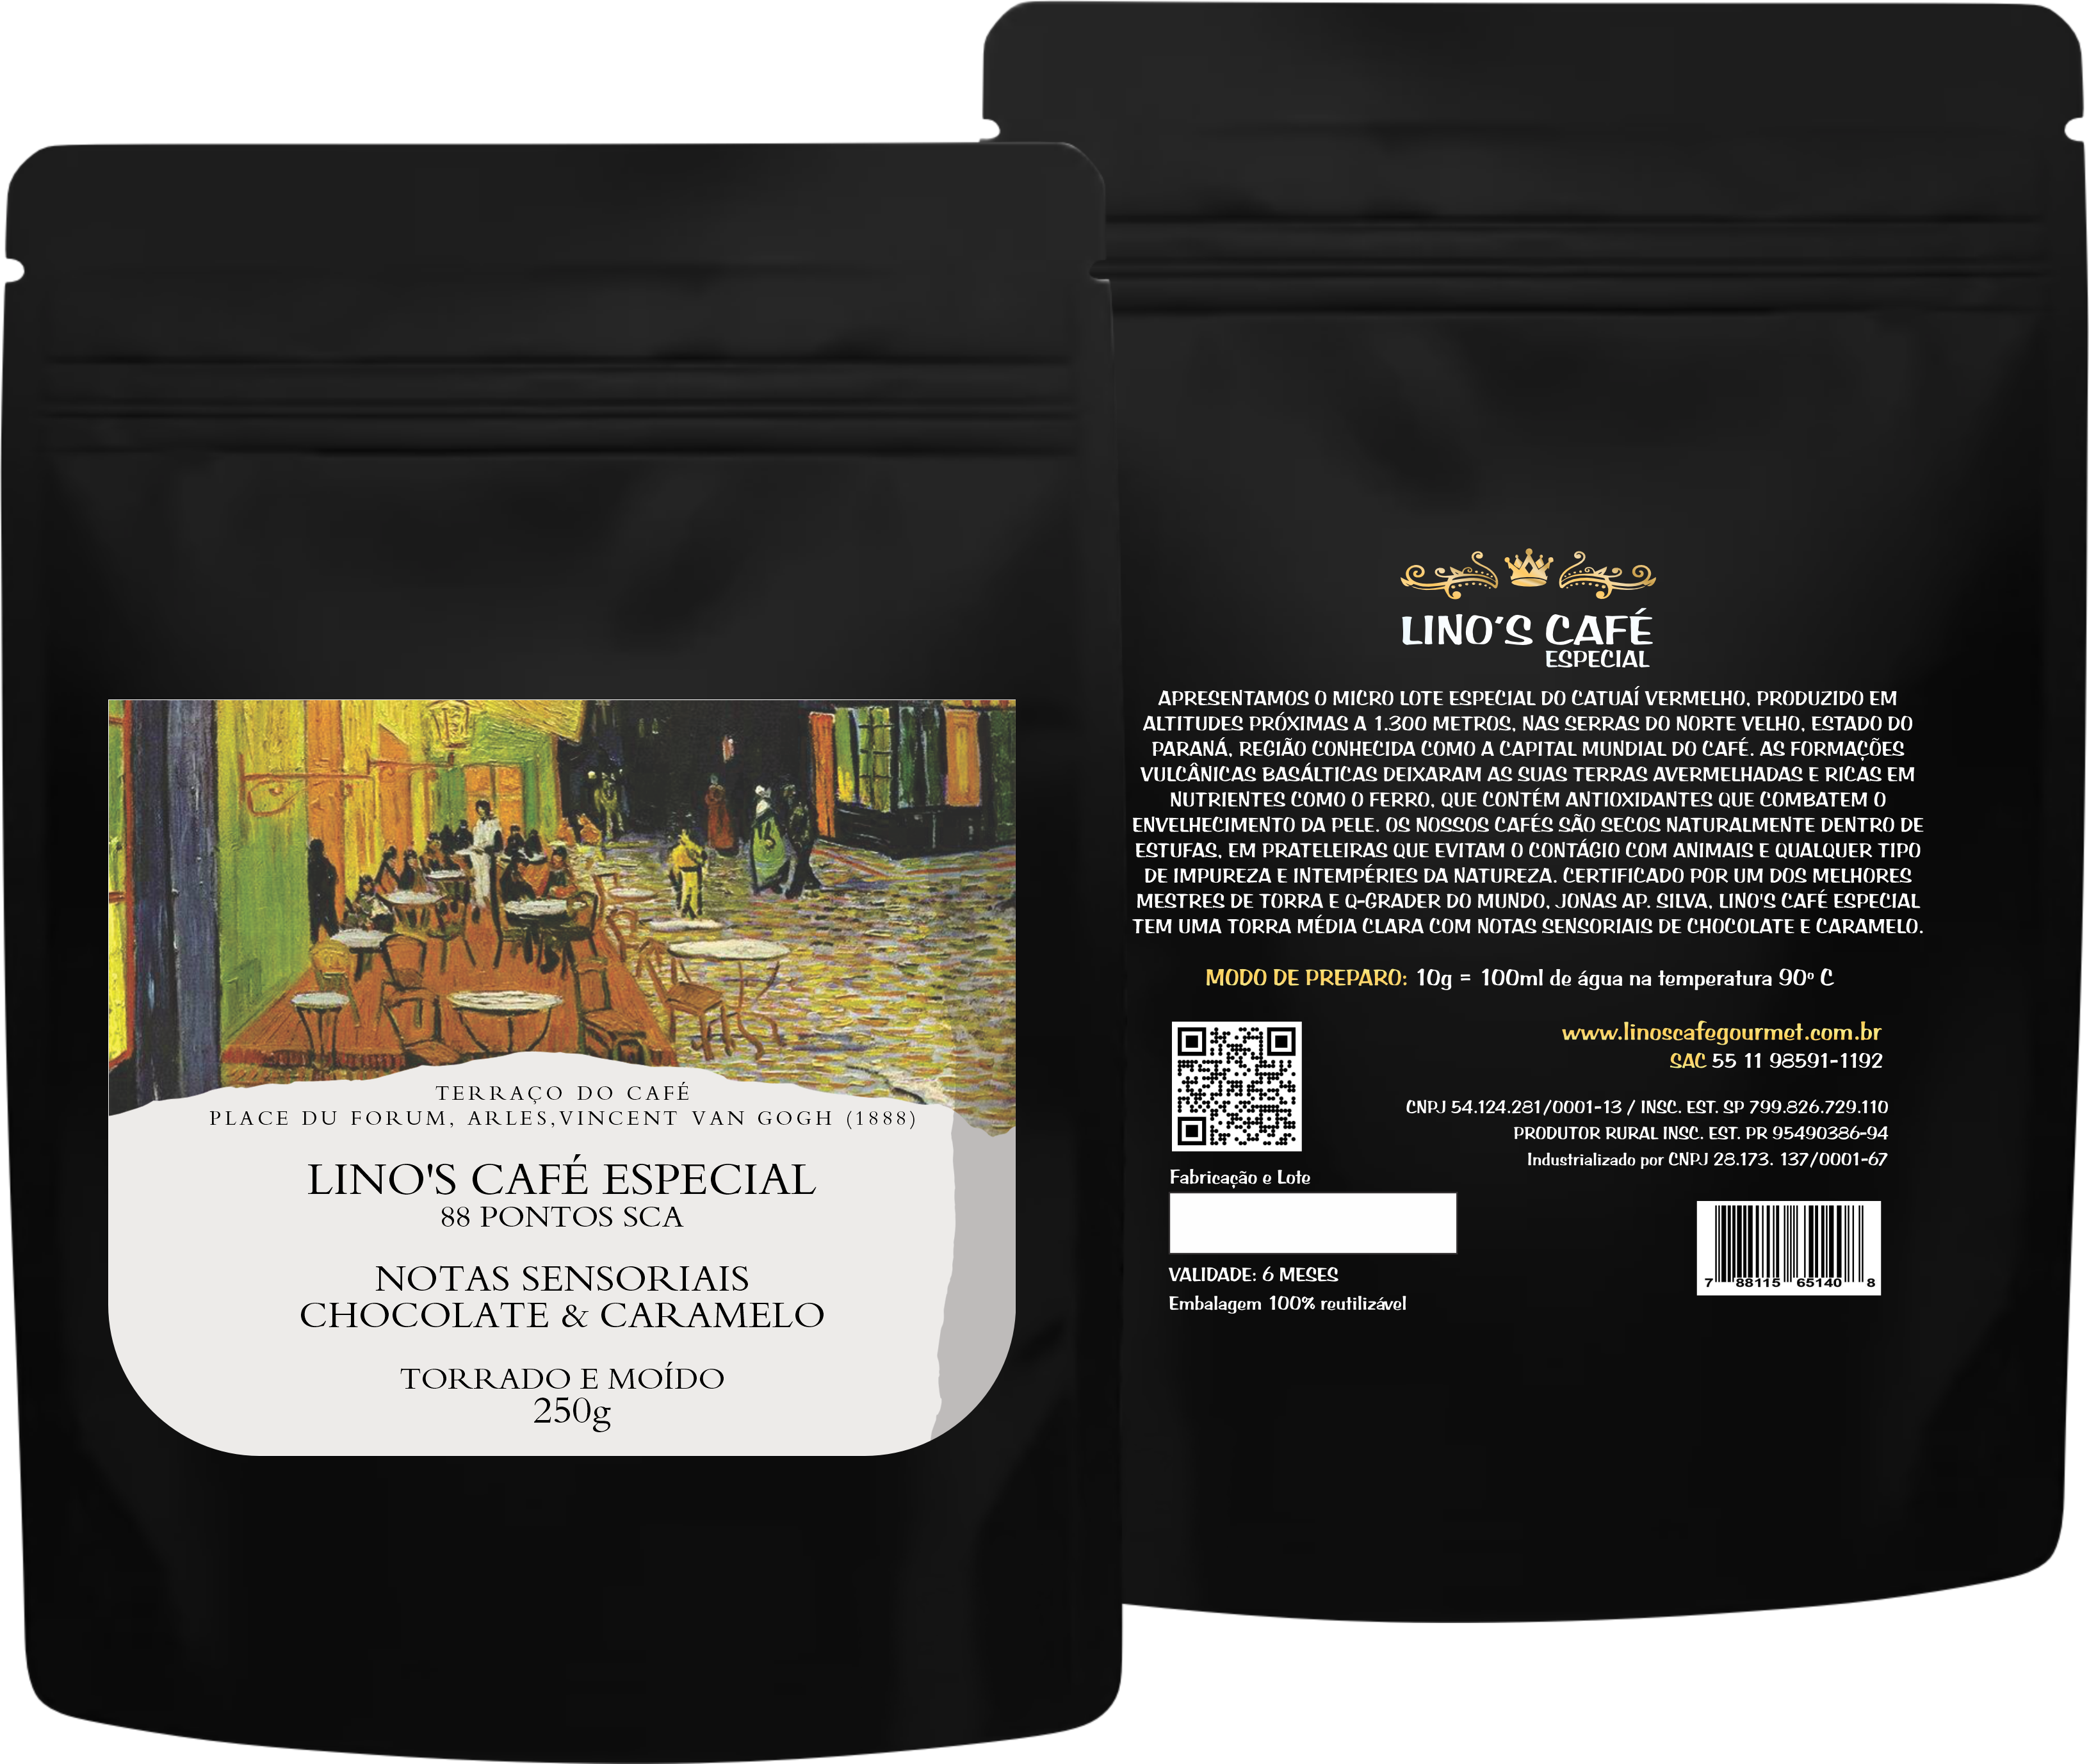 TERRAÇO DO CAFÉ
PLACE DU FORUM, ARLES,VINCENT VAN GOGH (1888)
LINO'S CAFÉ ESPECIAL
88 PONTOS SCA
NOTAS SENSORIAIS
CHOCOLATE & CARAMELO
TORRADO E MOÍDO
250g
LINO'S CAFÉ
ESPECIAL
APRESENTAMOS O MICRO LOTE ESPECIAL DO CATUAÍ VERMELHO, PRODUZIDO EM
ALTITUDES PRÓXIMAS A 1.300 METROS, NAS SERRAS DO NORTE VELHO, ESTADO DO
PARANÁ, REGIÃO CONHECIDA COMO A CAPITAL MUNDIAL DO CAFÉ. AS FORMAÇÕES
VULCÂNICAS BASÁLTICAS DEIXARAM AS SUAS TERRAS AVERMELHADAS E RICAS EM
NUTRIENTES COMO O FERRO, QUE CONTÉM ANTIOXIDANTES QUE COMBATEM O
ENVELHECIMENTO DA PELE. OS NOSSOS CAFÉS SÃO SECOS NATURALMENTE DENTRO DE
ESTUFAS, EM PRATELEIRAS QUE EVITAM O CONTÁGIO COM ANIMAIS E QUALQUER TIPO
DE IMPUREZA E INTEMPÉRIES DA NATUREZA. CERTIFICADO POR UM DOS MELHORES
MESTRES DE TORRA E Q-GRADER DO MUNDO, JONAS AP. SILVA, LINO'S CAFÉ ESPECIAL
TEM UMA TORRA MÉDIA CLARA COM NOTAS SENSORIAIS DE CHOCOLATE E CARAMELO.
MODO DE PREPARO: 10g = 100ml de água na temperatura 90º C
www.linoscafegourmet.com.br
SAC 55 11 98591-1192
CNPJ 54.124.281/0001-13 / INSC. EST. SP 799.826.729.110
PRODUTOR RURAL INSC. EST. PR 95490386-94
Industrializado por CNPJ 28.173. 137/0001-67
Fabricação e Lote
VALIDADE: 6 MESES
Embalagem 100% reutilizável
7 88115 65140 8